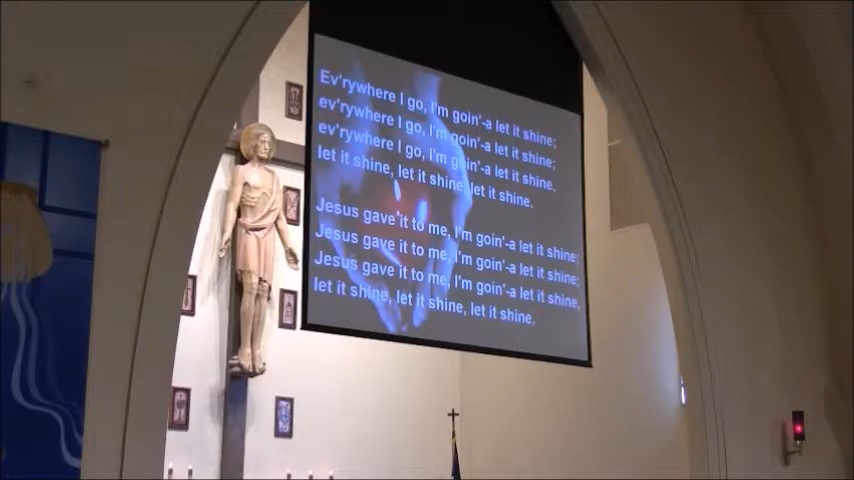 Ev'rywhere I go, I'm goin'-a let it shine;
ev'rywhere I go, I'm goin'-a let it shine;
ev'rywhere I go, I'm goin'-a let it shine,
let it shine, let it shine, let it shine.
Jesus gave it to me, I'm goin'-a let it shine;
Jesus gave it to me, I'm goin'-a let it shine;
Jesus gave it to me, I'm goin'-a let it shine,
let it shine, let it shine, let it shine.